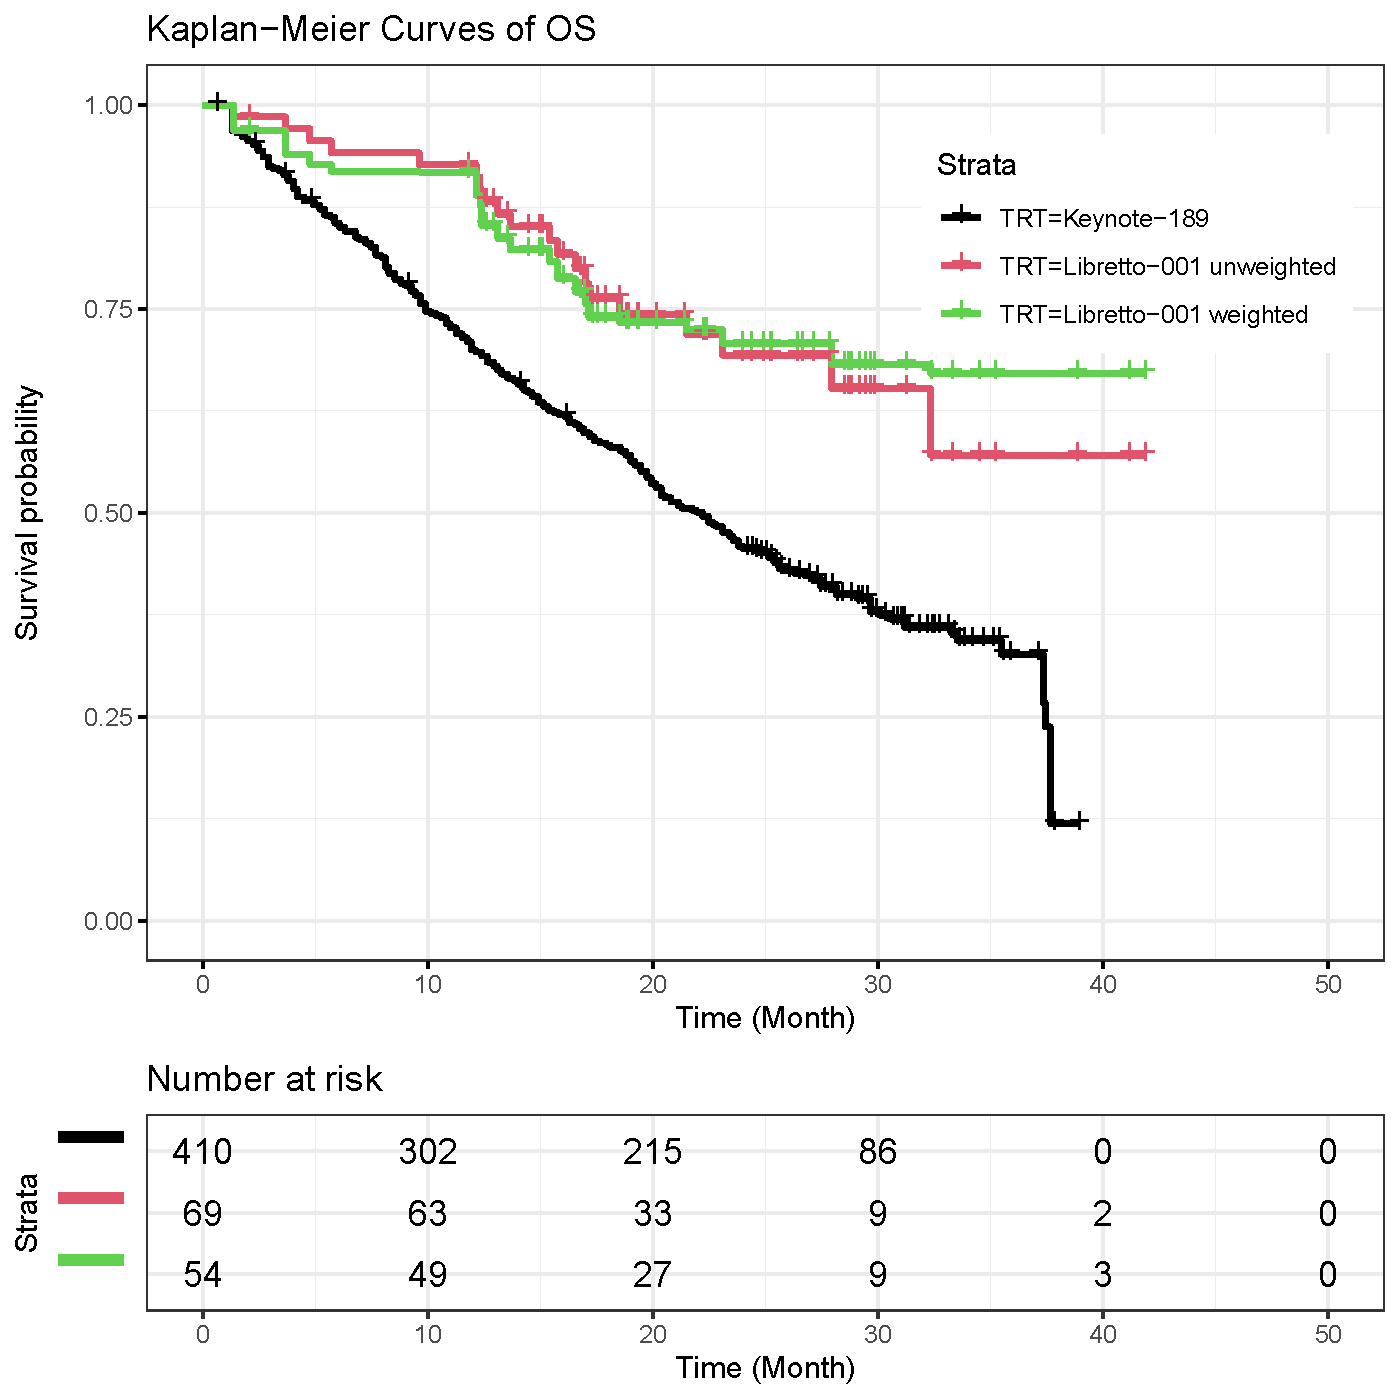 Kaplan−Meier Curves of OS
Survival probability
1.00
0.75
0.50
0.25
0.00
Strata
TRT=Keynote−189
TRT=Libretto−001 unweighted
TRT=Libretto−001 weighted
0 10 20 30 40 50
Time (Month)
Number at risk
Strata
410 302 215 86 0 0
69 63 33 9 2 0
54 49 27 9 3 0
0 10 20 30 40 50
Time (Month)